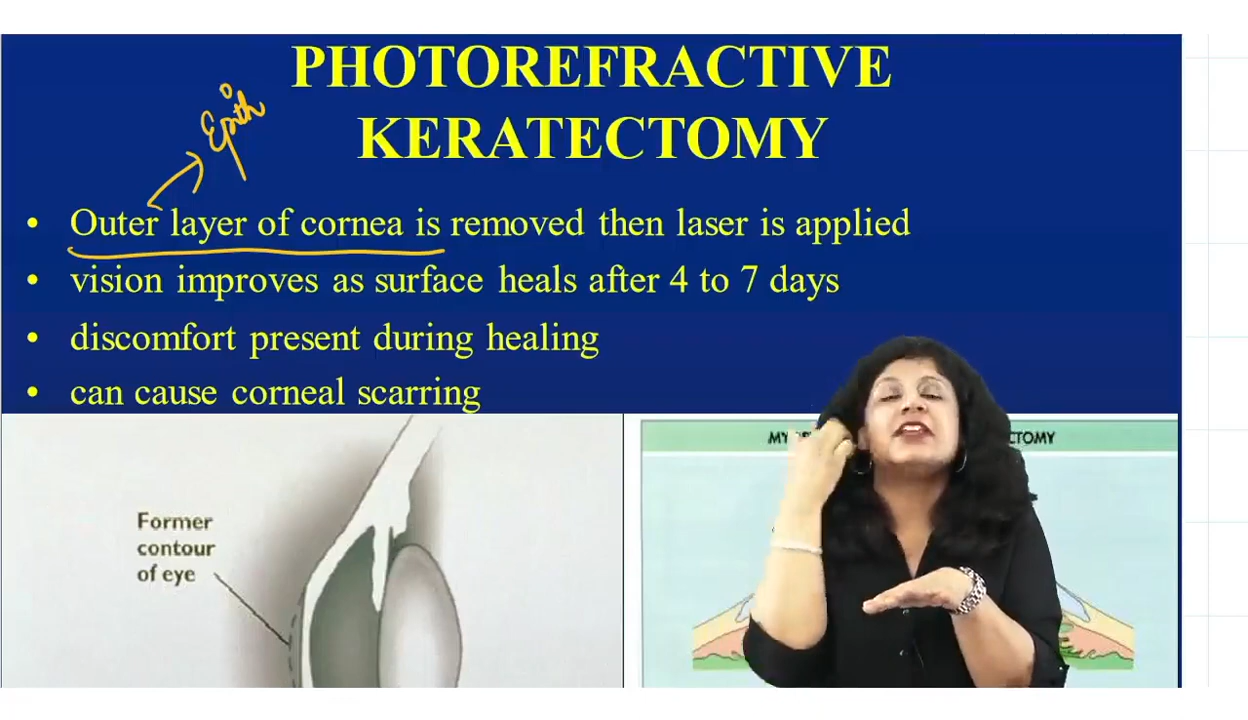 PHOTOREFRACTIVE
KERATECTOMY
Epith
• Outer layer of cornea is removed then laser is applied
• vision improves as surface heals after 4 to 7 days
• discomfort present during healing
• can cause corneal scarring
Former
contour
of eye